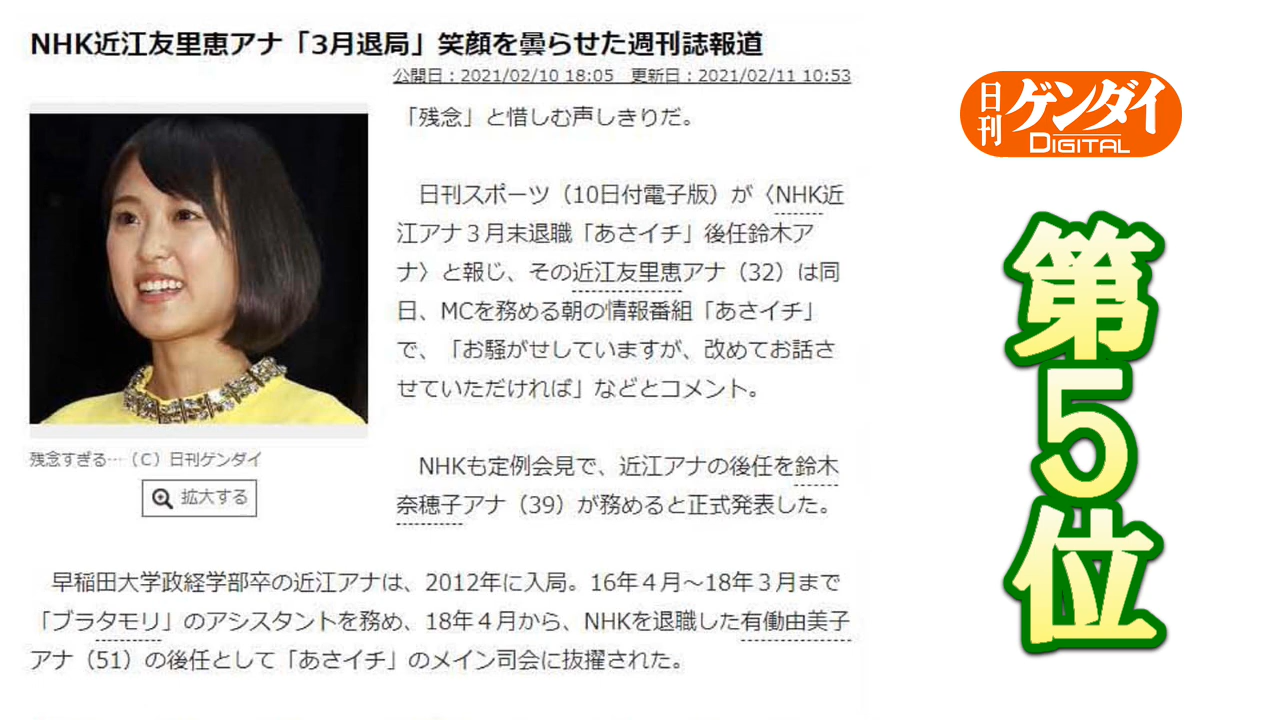 NHK近江友里恵アナ「3月退局」笑顔を曇らせた週刊誌報道
公開日：2021/02/10 18:05　更新日：2021/02/11 10:53
「残念」と惜しむ声しきりだ。
日刊スポーツ（10日付電子版）が〈NHK近
江アナ３月末退職「あさイチ」後任鈴木ア
ナ〉と報じ、その近江友里恵アナ（32）は同
日、MCを務める朝の情報番組「あさイチ」
で、「お騒がせしていますが、改めてお話さ
せていただければ」などとコメント。
NHKも定例会見で、近江アナの後任を鈴木
奈穂子アナ（39）が務めると正式発表した。
残念すぎる…（C）日刊ゲンダイ
拡大する
早稲田大学政経学部卒の近江アナは、2012年に入局。16年４月～18年３月まで
「ブラタモリ」のアシスタントを務め、18年４月から、NHKを退職した有働由美子
アナ（51）の後任として「あさイチ」のメイン司会に抜擢された。
日刊ゲンダイ
DIGITAL
第5位